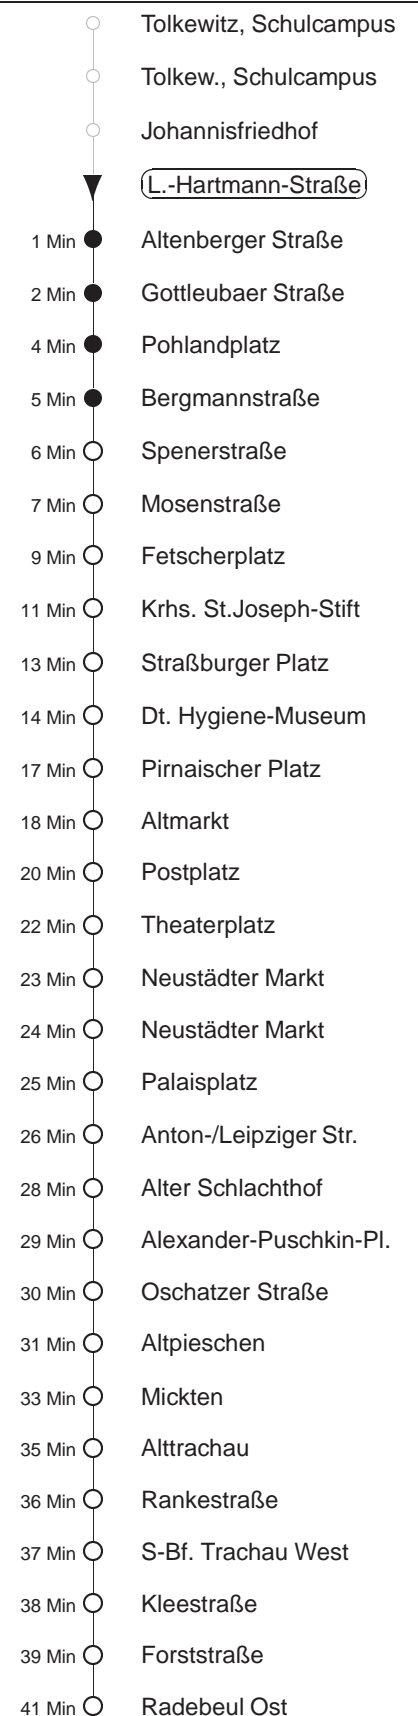 Tolkewitz, Schulcampus
Tolkew., Schulcampus
Johannisfriedhof
L.-Hartmann-Straße
1 Min Altenberger Straße
2 Min Gottleubaer Straße
4 Min Pohlandplatz
5 Min Bergmannstraße
6 Min Spenerstraße
7 Min Mosenstraße
9 Min Fetscherplatz
11 Min Krhs. St.Joseph-Stift
13 Min Straßburger Platz
14 Min Dt. Hygiene-Museum
17 Min Pirnaischer Platz
18 Min Altmarkt
20 Min Postplatz
22 Min Theaterplatz
23 Min Neustädter Markt
24 Min Neustädter Markt
25 Min Palaisplatz
26 Min Anton-/Leipziger Str.
28 Min Alter Schlachthof
29 Min Alexander-Puschkin-Pl.
30 Min Oschatzer Straße
31 Min Altpieschen
33 Min Mickten
35 Min Alttrachau
36 Min Rankestraße
37 Min S-Bf. Trachau West
38 Min Kleestraße
39 Min Forststraße
41 Min Radebeul Ost